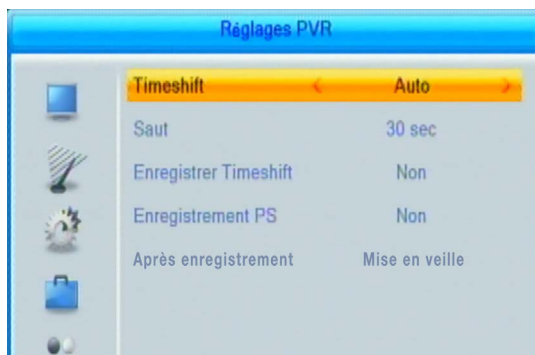 Réglages PVR
Timeshift < Auto >
Saut 30 sec
Enregistrer Timeshift Non
Enregistrement PS Non
Après enregistrement Mise en veille